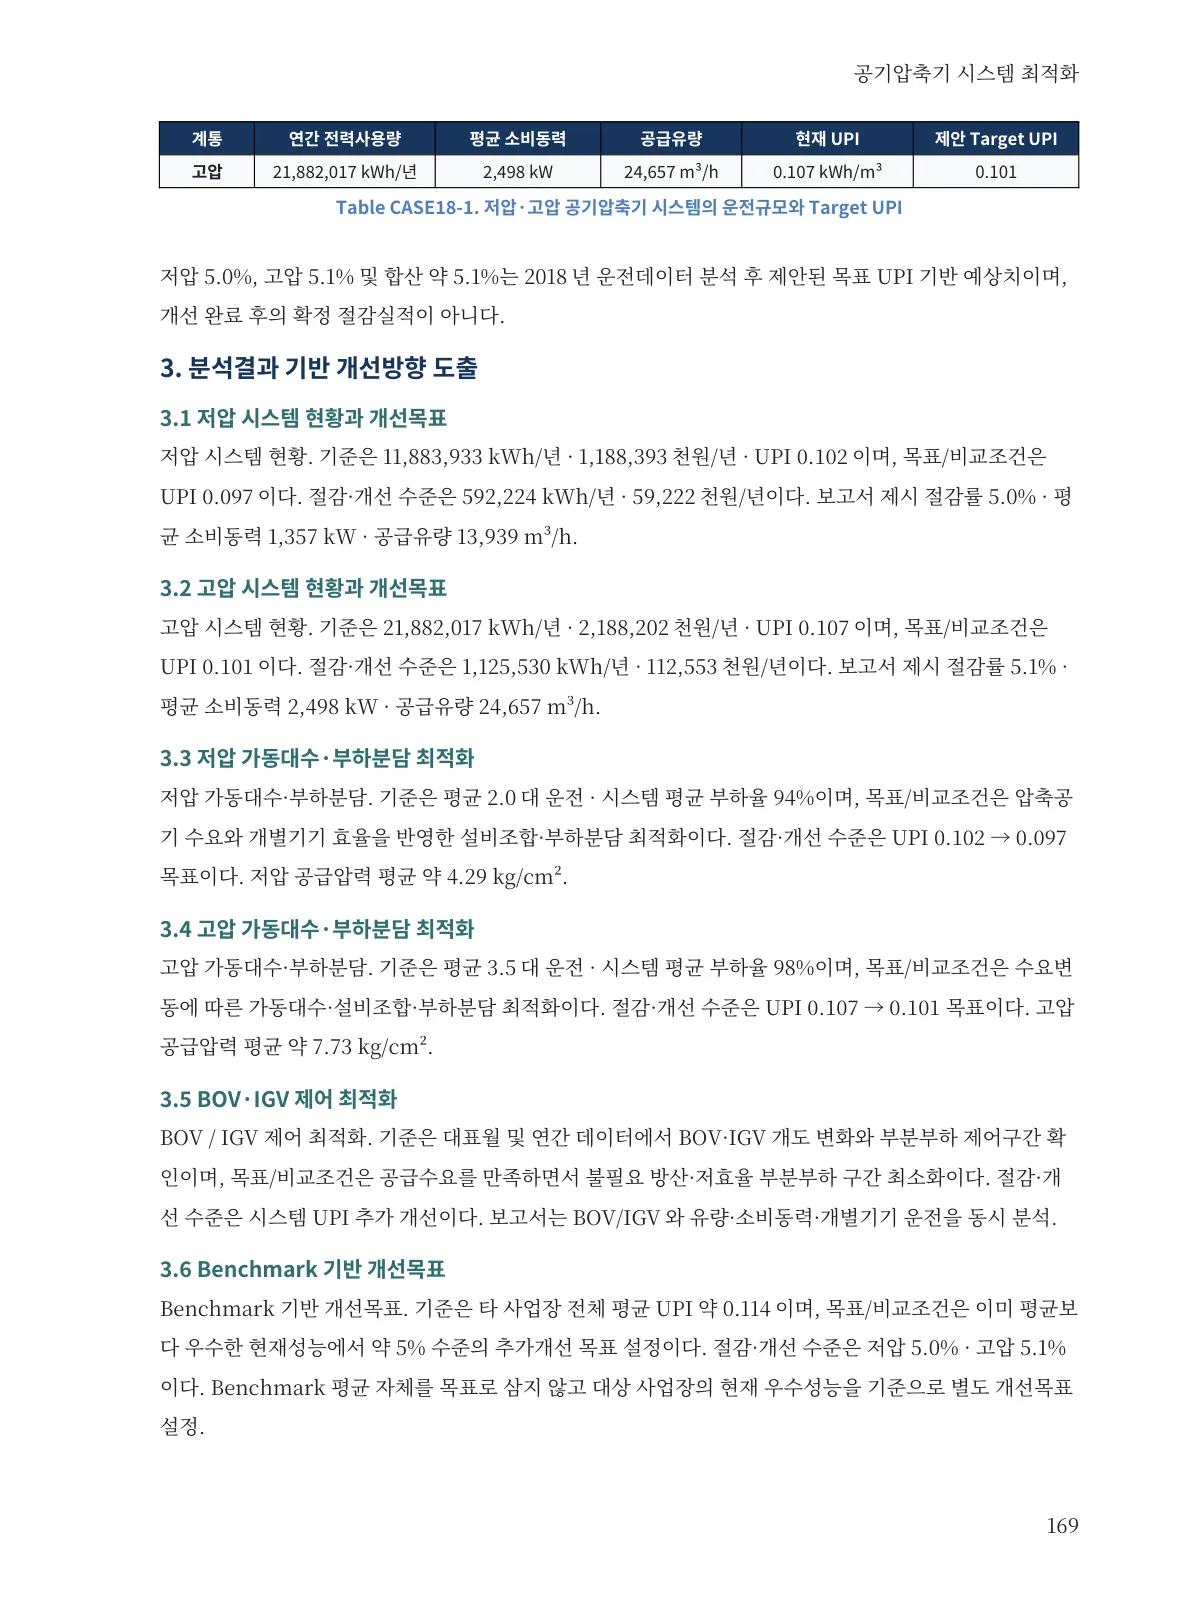 공기압축기 시스템 최적화
계통 연간 전력사용량 평균 소비동력 공급유량 현재 UPI 제안 Target UPI
고압 21,882,017 kWh/년 2,498 kW 24,657 m³/h 0.107 kWh/m³ 0.101
Table CASE18-1. 저압·고압 공기압축기 시스템의 운전규모와 Target UPI
저압 5.0%, 고압 5.1% 및 합산 약 5.1%는 2018 년 운전데이터 분석 후 제안된 목표 UPI 기반 예상치이며,
개선 완료 후의 확정 절감실적이 아니다.
3. 분석결과 기반 개선방향 도출
3.1 저압 시스템 현황과 개선목표
저압 시스템 현황. 기준은 11,883,933 kWh/년 · 1,188,393 천원/년 · UPI 0.102 이며, 목표/비교조건은
UPI 0.097 이다. 절감·개선 수준은 592,224 kWh/년 · 59,222 천원/년이다. 보고서 제시 절감률 5.0% · 평
균 소비동력 1,357 kW · 공급유량 13,939 m³/h.
3.2 고압 시스템 현황과 개선목표
고압 시스템 현황. 기준은 21,882,017 kWh/년 · 2,188,202 천원/년 · UPI 0.107 이며, 목표/비교조건은
UPI 0.101 이다. 절감·개선 수준은 1,125,530 kWh/년 · 112,553 천원/년이다. 보고서 제시 절감률 5.1% ·
평균 소비동력 2,498 kW · 공급유량 24,657 m³/h.
3.3 저압 가동대수·부하분담 최적화
저압 가동대수·부하분담. 기준은 평균 2.0 대 운전 · 시스템 평균 부하율 94%이며, 목표/비교조건은 압축공
기 수요와 개별기기 효율을 반영한 설비조합·부하분담 최적화이다. 절감·개선 수준은 UPI 0.102 → 0.097
목표이다. 저압 공급압력 평균 약 4.29 kg/cm².
3.4 고압 가동대수·부하분담 최적화
고압 가동대수·부하분담. 기준은 평균 3.5 대 운전 · 시스템 평균 부하율 98%이며, 목표/비교조건은 수요변
동에 따른 가동대수·설비조합·부하분담 최적화이다. 절감·개선 수준은 UPI 0.107 → 0.101 목표이다. 고압
공급압력 평균 약 7.73 kg/cm².
3.5 BOV·IGV 제어 최적화
BOV / IGV 제어 최적화. 기준은 대표월 및 연간 데이터에서 BOV·IGV 개도 변화와 부분부하 제어구간 확
인이며, 목표/비교조건은 공급수요를 만족하면서 불필요 방산·저효율 부분부하 구간 최소화이다. 절감·개
선 수준은 시스템 UPI 추가 개선이다. 보고서는 BOV/IGV 와 유량·소비동력·개별기기 운전을 동시 분석.
3.6 Benchmark 기반 개선목표
Benchmark 기반 개선목표. 기준은 타 사업장 전체 평균 UPI 약 0.114 이며, 목표/비교조건은 이미 평균보
다 우수한 현재성능에서 약 5% 수준의 추가개선 목표 설정이다. 절감·개선 수준은 저압 5.0% · 고압 5.1%
이다. Benchmark 평균 자체를 목표로 삼지 않고 대상 사업장의 현재 우수성능을 기준으로 별도 개선목표
설정.
169